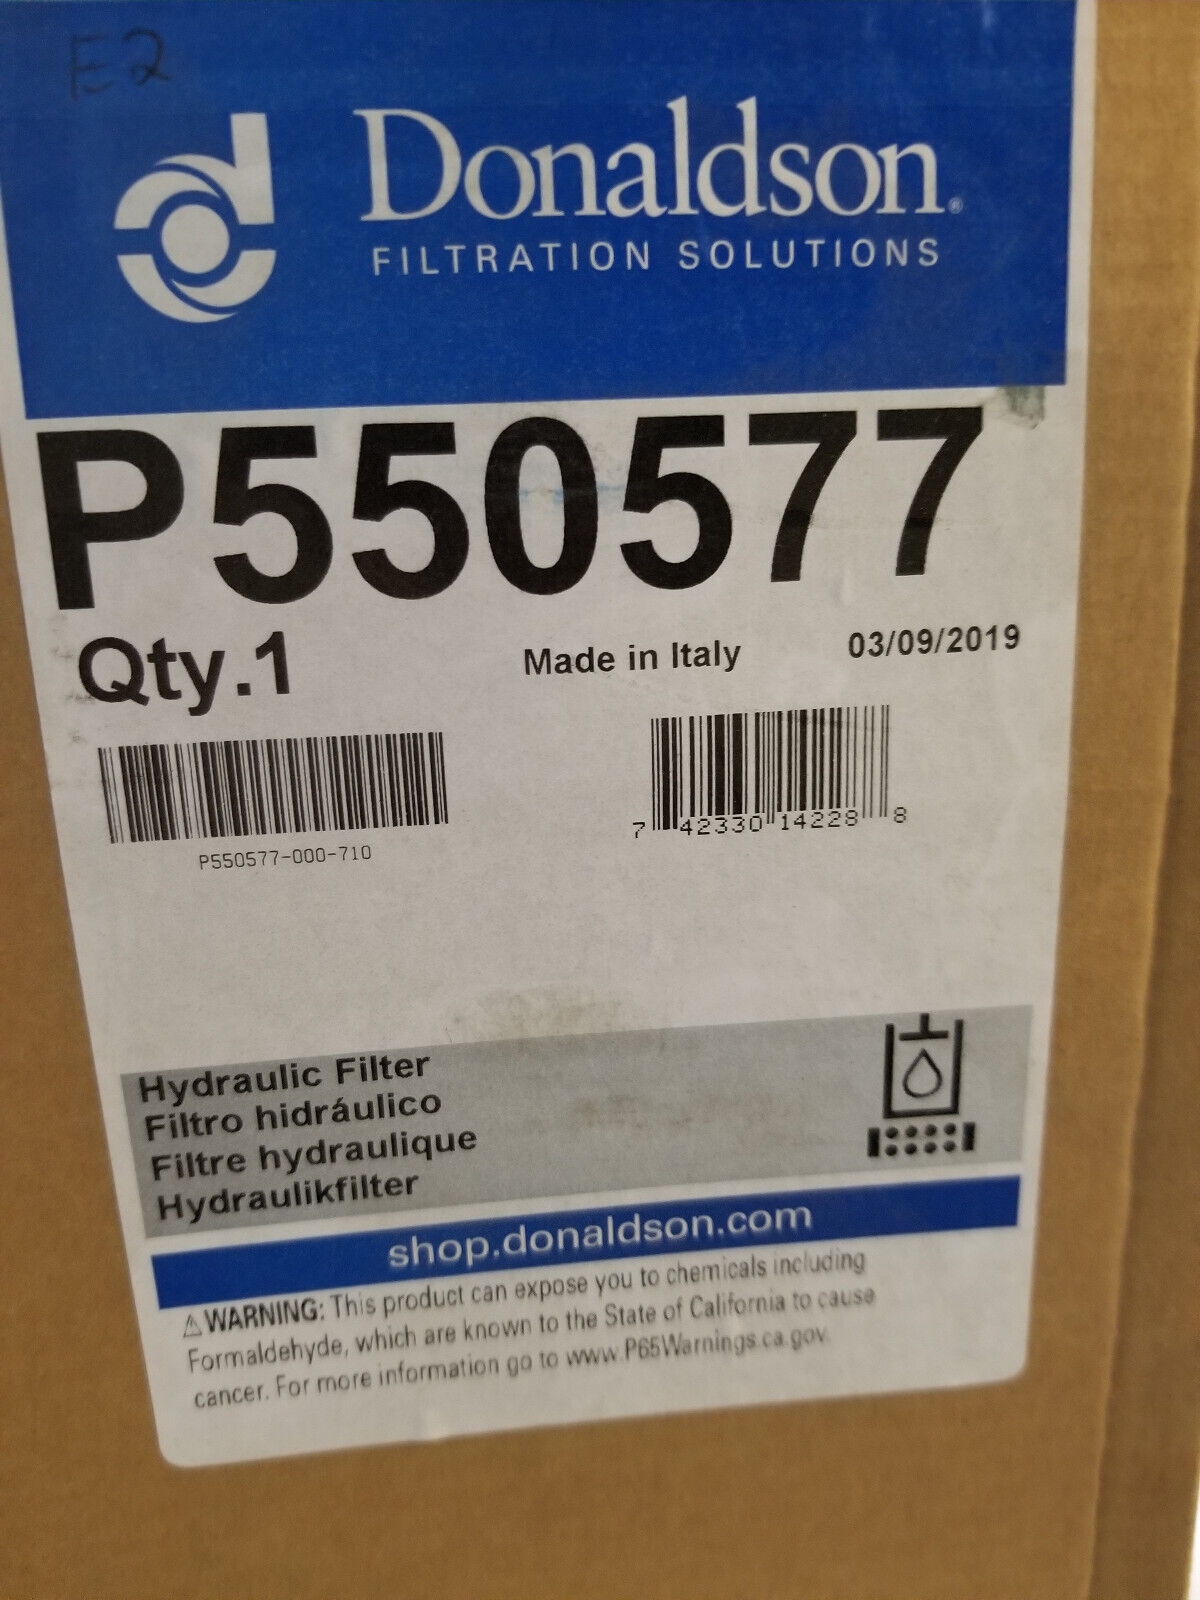 E2
Donaldson®
FILTRATION SOLUTIONS
P550577
Qty.1
Made in Italy
03/09/2019
P550577-000-710
7 42330 14228 8
Hydraulic Filter
Filtro hidráulico
Filtre hydraulique
Hydraulikfilter
shop.donaldson.com
⚠WARNING: This product can expose you to chemicals including
Formaldehyde, which are known to the State of California to cause
cancer. For more information go to www.P65Warnings.ca.gov.